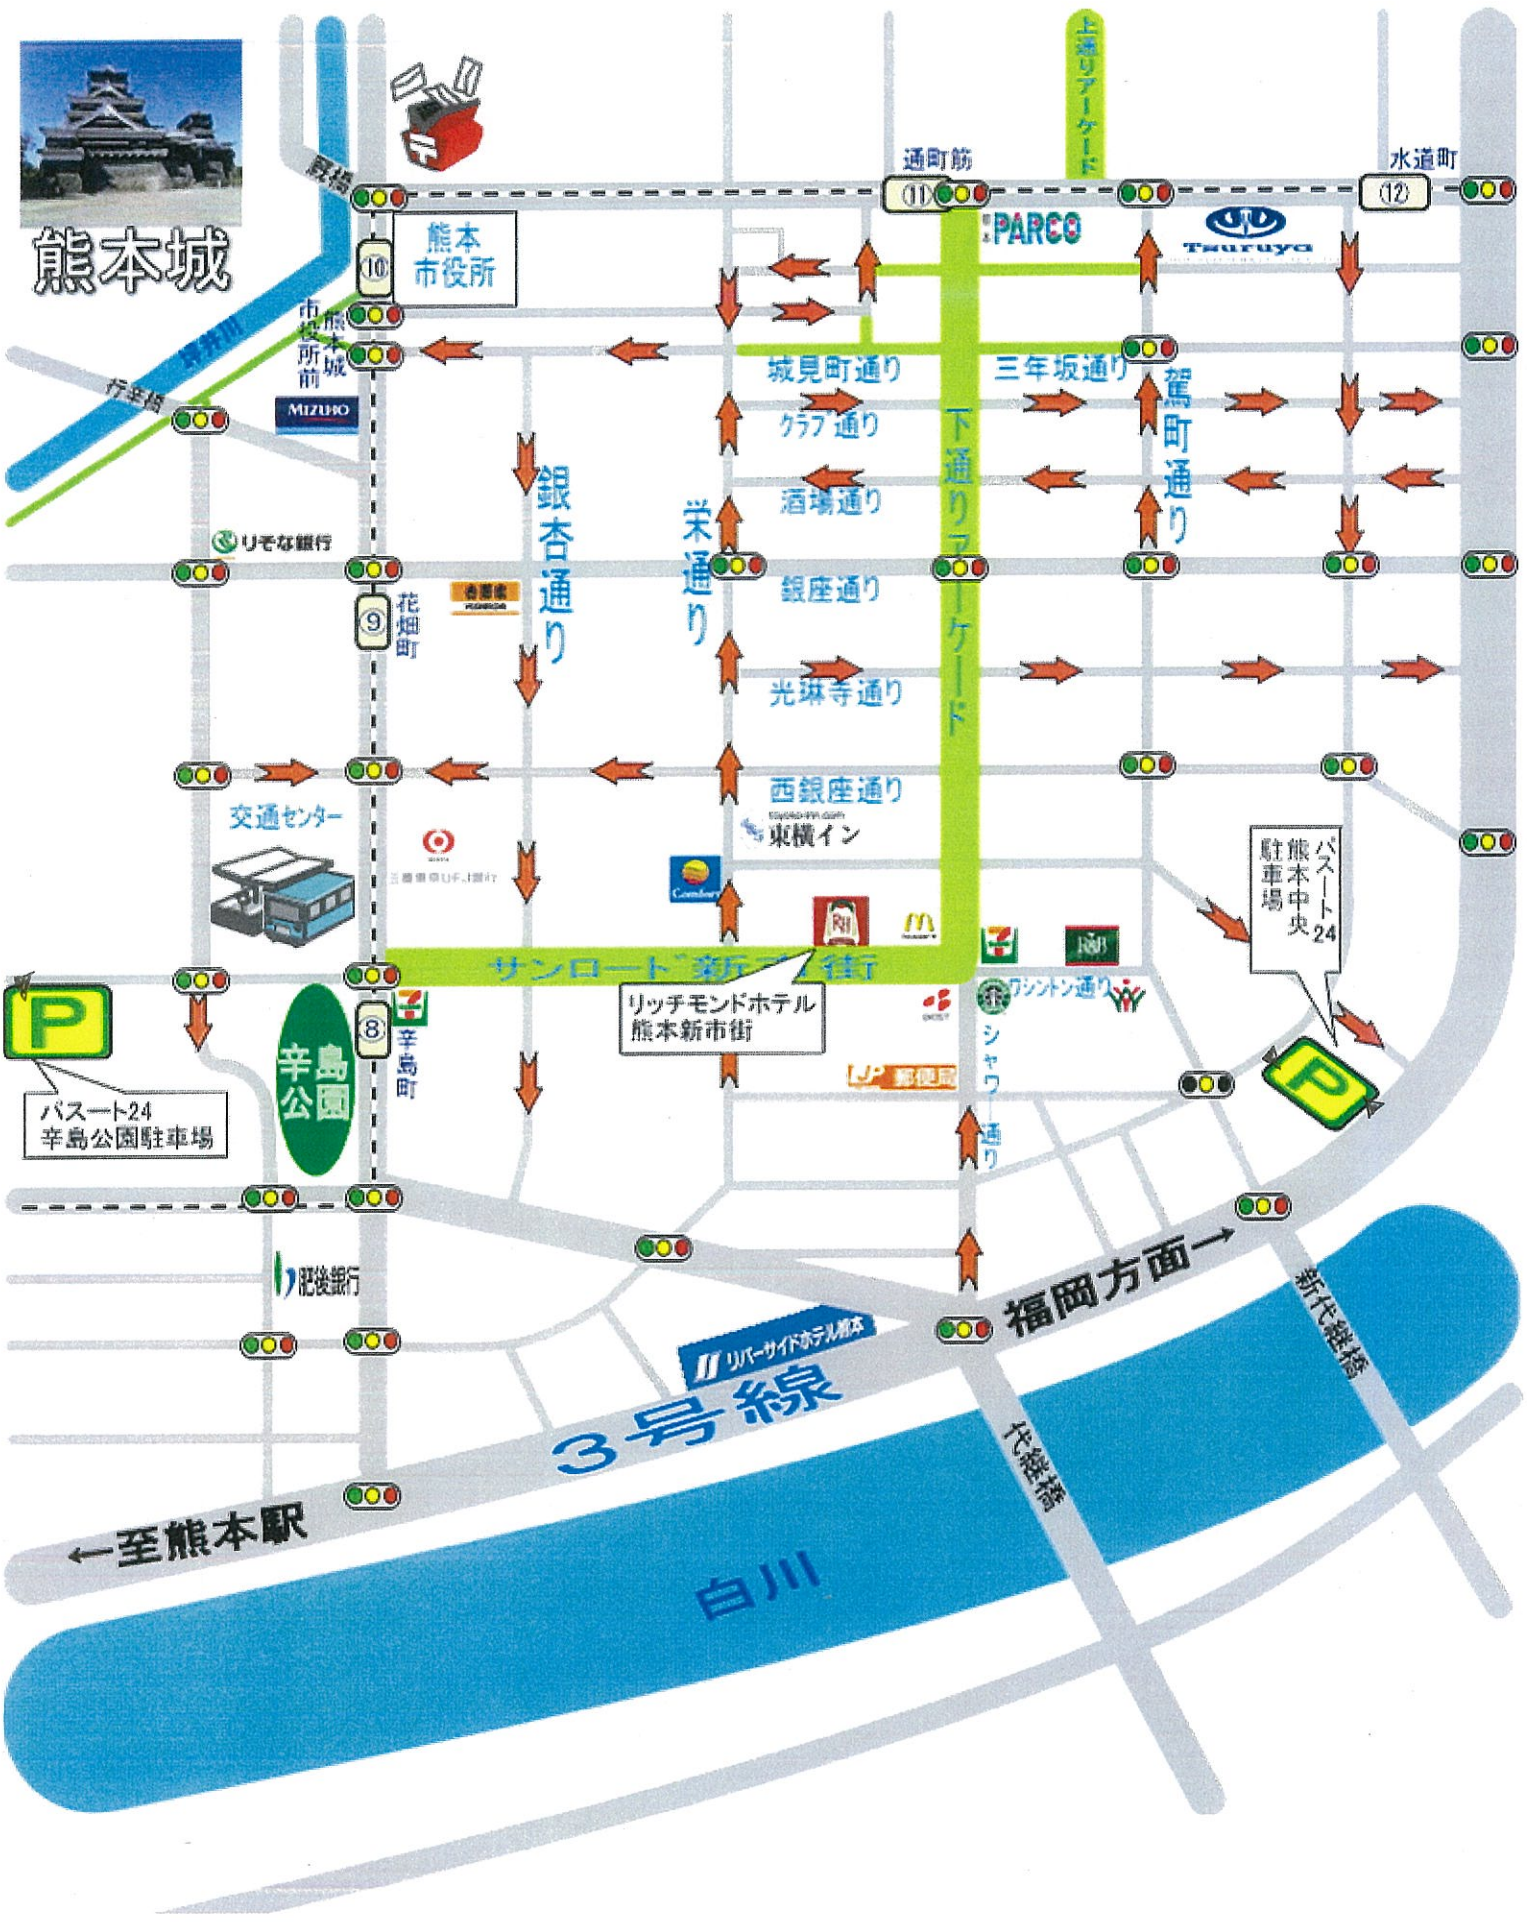 熊本城
上通りアーケード
通町筋
水道町
厩橋
⑪
⑫
PARCO
Tsuruya
熊本
市役所
⑩
熊本城
市役所前
坪井川
行幸橋
MIZUHO
城見町通り
三年坂通り
クラブ通り
駕町通り
下通りアーケード
酒場通り
銀杏通り
栄通り
りそな銀行
銀座通り
花畑町
⑨
光琳寺通り
西銀座通り
東横イン
交通センター
Comfort
パスート24
熊本中央
駐車場
RH
R&B
サンロード新市街
リッチモンドホテル
熊本新市街
ワシントン通り
シャワー通り
P
パスート24
辛島公園駐車場
辛島
公園
⑧
辛島町
JP 郵便局
P
肥後銀行
リバーサイドホテル熊本
福岡方面→
新代継橋
3号線
代継橋
←至熊本駅
白川